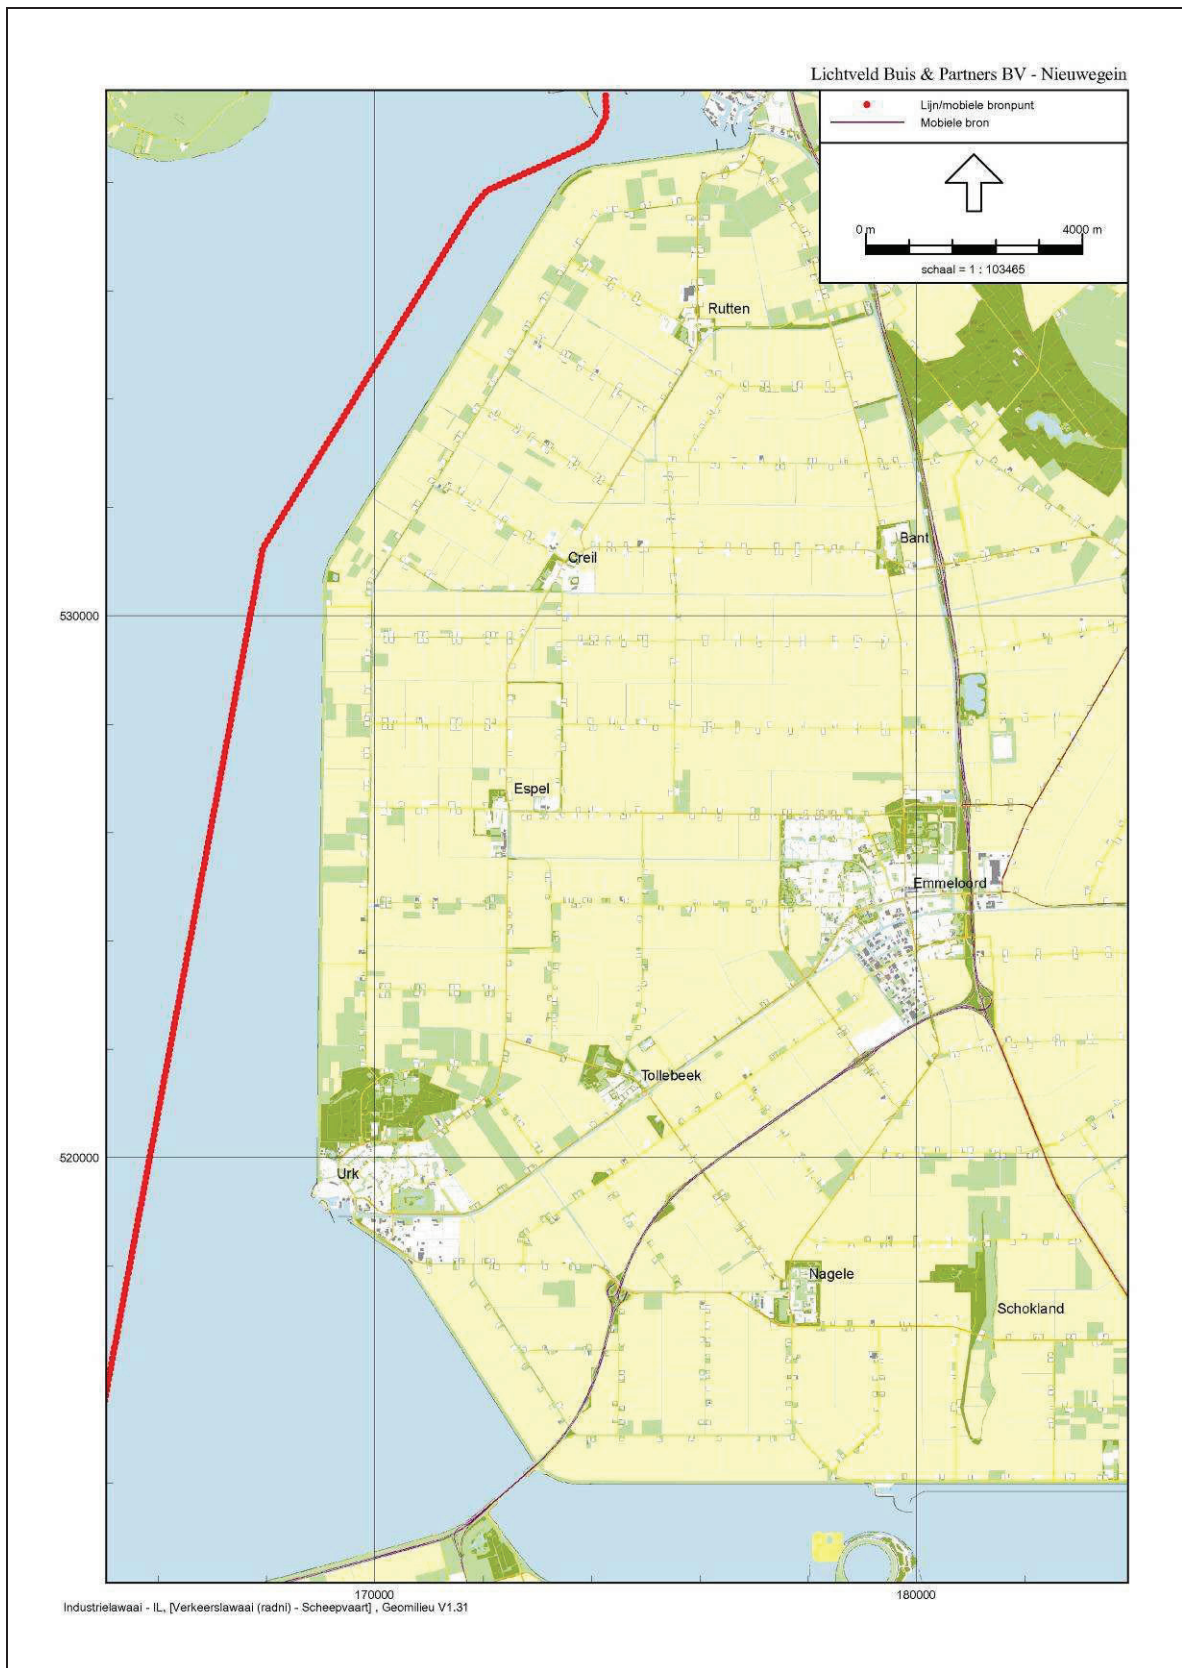 Lichtveld Buis & Partners BV - Nieuwegein
Lijn/mobiele bronpunt
Mobiele bron
0 m 4000 m
schaal = 1 : 103465
Rutten
Bant
Creil
530000
Espel
Emmeloord
Tollebeek
520000
Urk
Nagele
Schokland
170000 180000
Industrielawaai - IL, [Verkeerslawaai (radni) - Scheepvaart] , Geomilieu V1.31